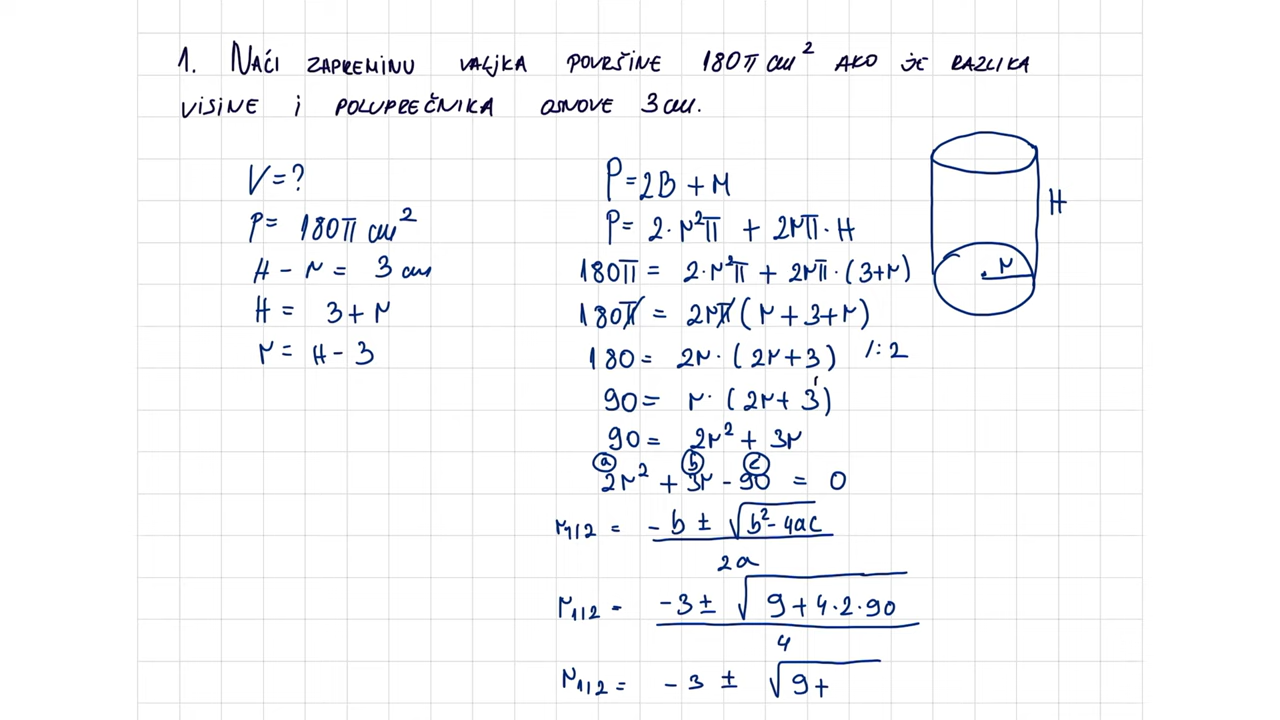 1. NAĆI ZAPREMINU VALJKA POVRŠINE 180π cm² AKO JE RAZLIKA
VISINE I POLUPREČNIKA OSNOVE 3 cm.
V = ?
P = 180π cm²
H - r = 3 cm
H = 3 + r
r = H - 3
P = 2B + M
P = 2·r²π + 2rπ·H
180π = 2·r²π + 2rπ·(3+r)
180π = 2rπ(r + 3 + r)
180 = 2r·(2r+3) /:2
90 = r·(2r+3)
90 = 2r² + 3r
a b c
2r² + 3r - 90 = 0
r1/2 = (-b ± √(b² - 4ac)) / 2a
r1/2 = (-3 ± √(9 + 4·2·90)) / 4
r1/2 = -3 ± √(9 +
H
r